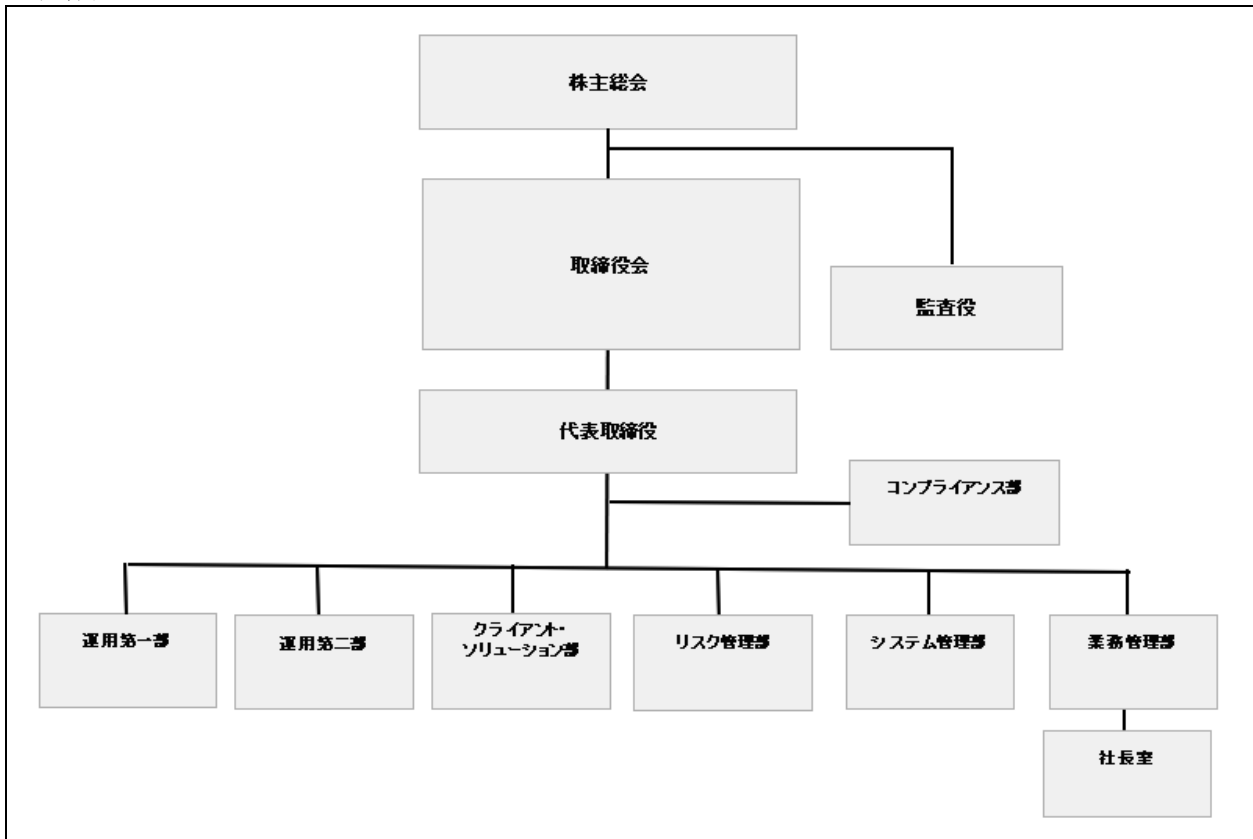 株主総会
取締役会
監査役
代表取締役
コンプライアンス部
運用第一部
運用第二部
クライアント・
ソリューション部
リスク管理部
システム管理部
業務管理部
社長室